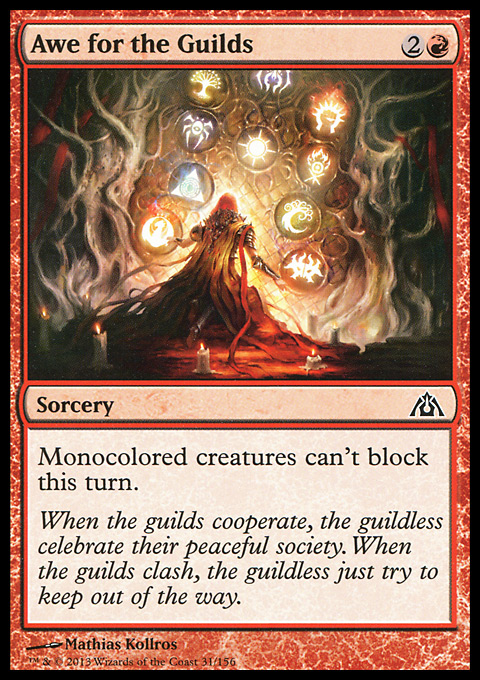 Awe for the Guilds 2
Sorcery
Monocolored creatures can't block
this turn.
When the guilds cooperate, the guildless
celebrate their peaceful society. When
the guilds clash, the guildless just try to
keep out of the way.
Mathias Kollros
™ & © 2013 Wizards of the Coast 31/156